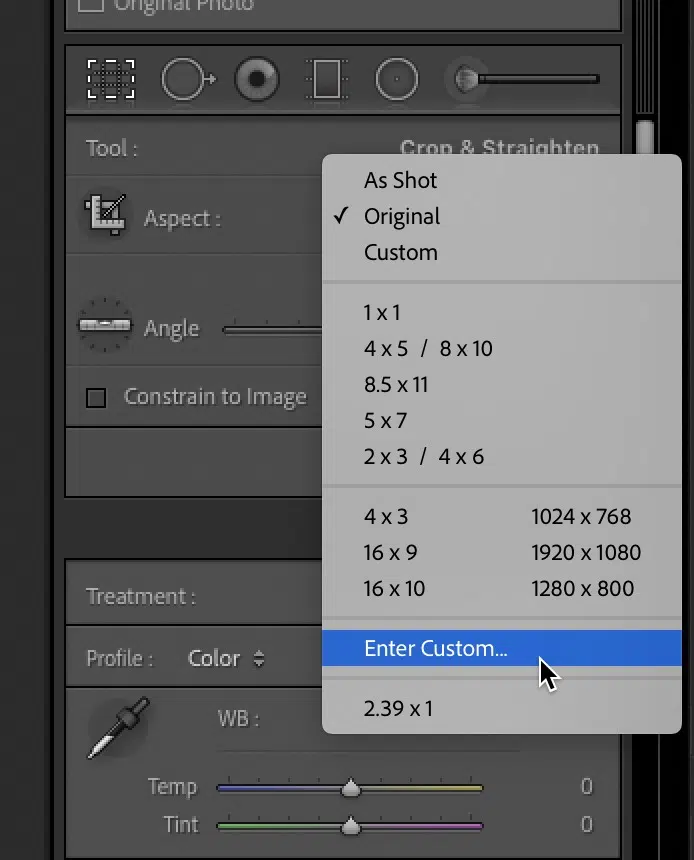 Original Photo
Tool : Crop & Straighten
Aspect :
Angle
Constrain to Image
As Shot
✓ Original
Custom
1 x 1
4 x 5 / 8 x 10
8.5 x 11
5 x 7
2 x 3 / 4 x 6
4 x 3 1024 x 768
16 x 9 1920 x 1080
16 x 10 1280 x 800
Enter Custom...
2.39 x 1
Treatment :
Profile : Color
WB :
Temp 0
Tint 0